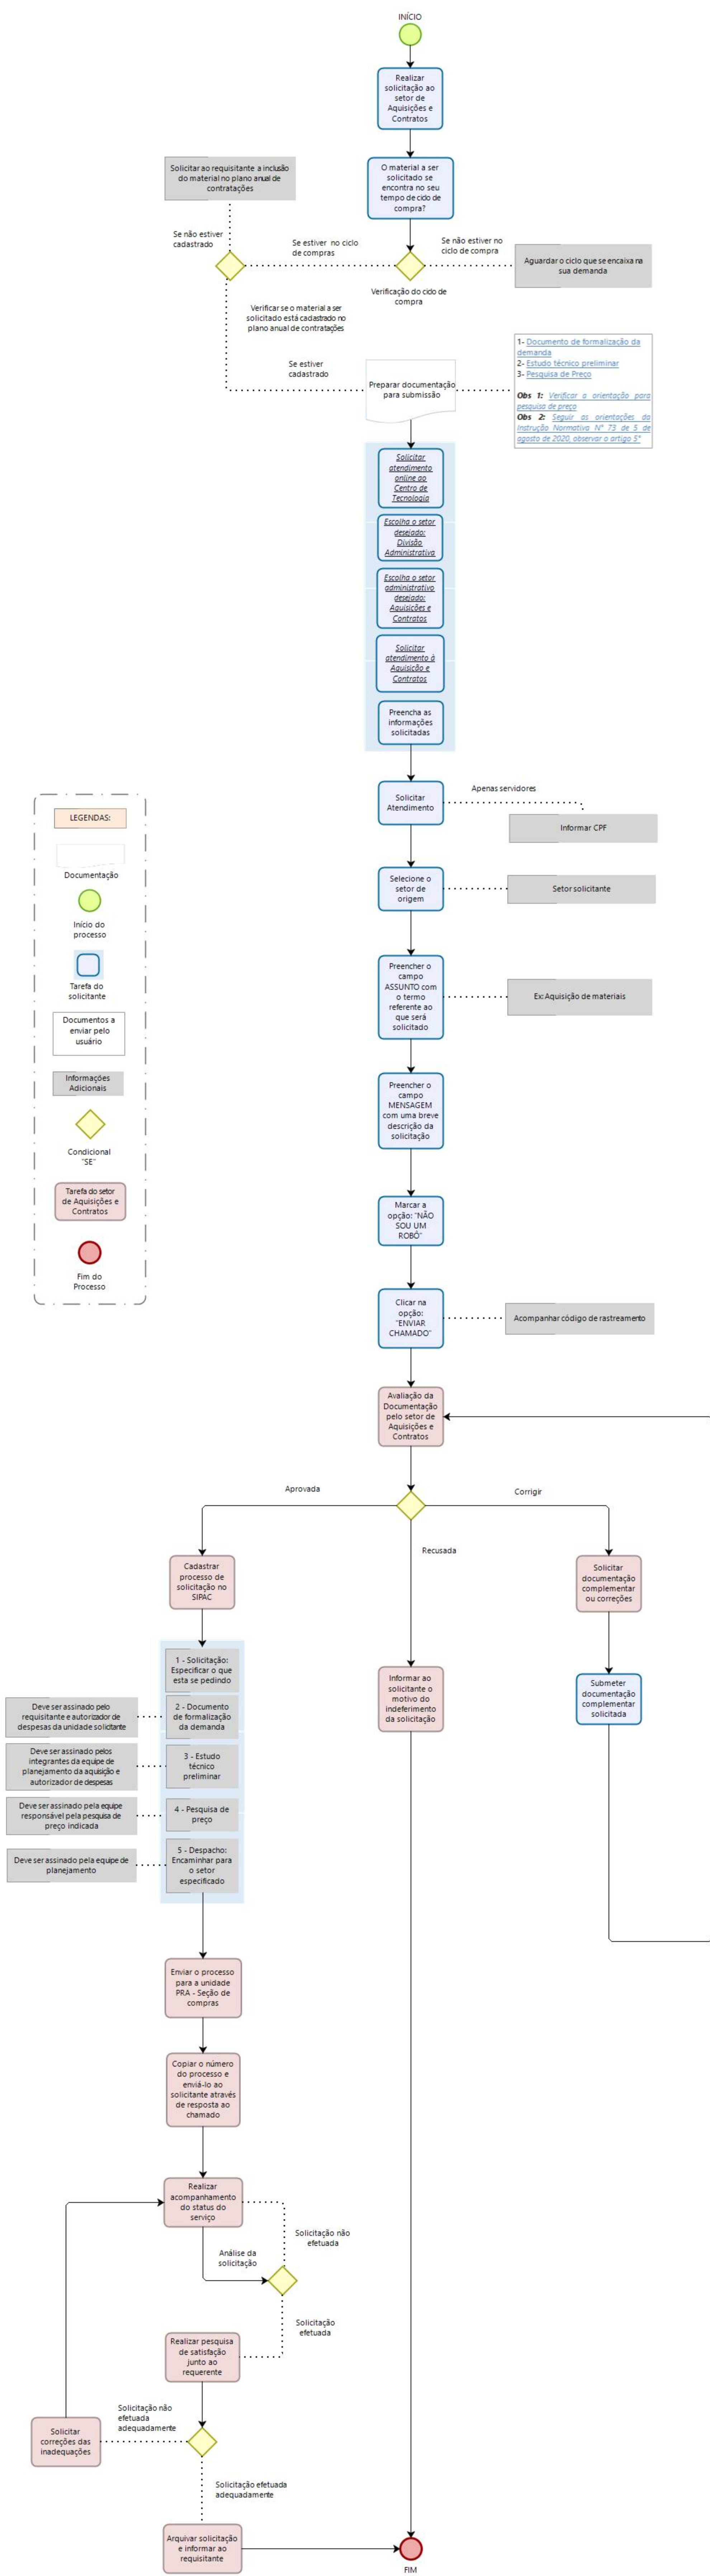 INÍCIO
Realizar
solicitação ao
setor de
Aquisições e
Contratos
Solicitar ao requisitante a inclusão
do material no plano anual de
contratações
O material a ser
solicitado se
encontra no seu
tempo de ciclo de
compra?
Se não estiver
cadastrado
Se estiver no ciclo
de compras
Se não estiver no
ciclo de compra
Aguardar o ciclo que se encaixa na
sua demanda
Verificação do ciclo de
compra
Verificar se o material a ser
solicitado está cadastrado no
plano anual de contratações
Se estiver
cadastrado
Preparar documentação
para submissão
1- Documento de formalização da
demanda
2- Estudo técnico preliminar
3- Pesquisa de Preço
Obs 1: Verificar a orientação para
pesquisa de preço
Obs 2: Seguir as orientações da
Instrução Normativa N° 73 de 5 de
agosto de 2020, observar o artigo 5°
Solicitar
atendimento
online ao
Centro de
Tecnologia
Escolha o setor
desejado:
Divisão
Administrativa
Escolha o setor
administrativo
desejado:
Aquisições e
Contratos
Solicitar
atendimento à
Aquisição e
Contratos
Preencha as
informações
solicitadas
Solicitar
Atendimento
Apenas servidores
Informar CPF
Selecione o
setor de
origem
Setor solicitante
Preencher o
campo
ASSUNTO com
o termo
referente ao
que será
solicitado
Ex: Aquisição de materiais
Preencher o
campo
MENSAGEM
com uma breve
descrição da
solicitação
Marcar a
opção: "NÃO
SOU UM
ROBÔ"
Clicar na
opção:
"ENVIAR
CHAMADO"
Acompanhar código de rastreamento
LEGENDAS:
Documentação
Início do
processo
Tarefa do
solicitante
Documentos a
enviar pelo
usuário
Informações
Adicionais
Condicional
"SE"
Tarefa do setor
de Aquisições e
Contratos
Fim do
Processo
Avaliação da
Documentação
pelo setor de
Aquisições e
Contratos
Aprovada
Corrigir
Recusada
Cadastrar
processo de
solicitação no
SIPAC
Solicitar
documentação
complementar
ou correções
1 - Solicitação:
Especificar o que
esta se pedindo
Informar ao
solicitante o
motivo do
indeferimento
da solicitação
Submeter
documentação
complementar
solicitada
Deve ser assinado pelo
requisitante e autorizador de
despesas da unidade solicitante
2 - Documento
de formalização
da demanda
Deve ser assinado pelos
integrantes da equipe de
planejamento da aquisição e
autorizador de despesas
3 - Estudo
técnico
preliminar
Deve ser assinado pela equipe
responsável pela pesquisa de
preço indicada
4 - Pesquisa de
preço
Deve ser assinado pela equipe de
planejamento
5 - Despacho:
Encaminhar para
o setor
especificado
Enviar o processo
para a unidade
PRA - Seção de
compras
Copiar o número
do processo e
enviá-lo ao
solicitante através
de resposta ao
chamado
Realizar
acompanhamento
do status do
serviço
Solicitação não
efetuada
Análise da
solicitação
Solicitação
efetuada
Realizar pesquisa
de satisfação
junto ao
requerente
Solicitação não
efetuada
adequadamente
Solicitar
correções das
inadequações
Solicitação efetuada
adequadamente
Arquivar solicitação
e informar ao
requisitante
FIM